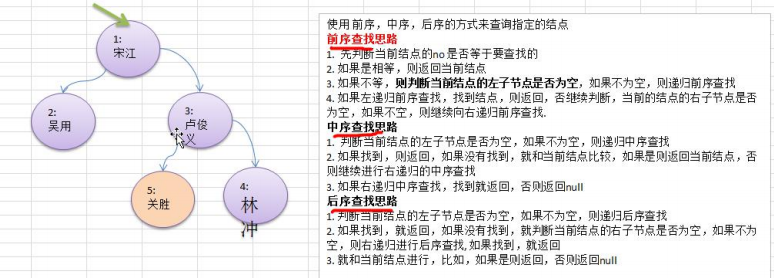 1:
宋江
2:
吴用
3:
卢俊
义
5:
关胜
4:
林
冲
使用前序，中序，后序的方式来查询指定的结点
前序查找思路
1. 先判断当前结点的no是否等于要查找的
2. 如果是相等，则返回当前结点
3. 如果不等，则判断当前结点的左子节点是否为空，如果不为空，则递归前序查找
4. 如果左递归前序查找，找到结点，则返回，否继续判断，当前的结点的右子节点是否
为空，如果不空，则继续向右递归前序查找.
中序查找思路
1. 判断当前结点的左子节点是否为空，如果不为空，则递归中序查找
2. 如果找到，则返回，如果没有找到，就和当前结点比较，如果是则返回当前结点，否
则继续进行右递归的中序查找
3. 如果右递归中序查找，找到就返回，否则返回null
后序查找思路
1. 判断当前结点的左子节点是否为空，如果不为空，则递归后序查找
2. 如果找到，就返回，如果没有找到，就判断当前结点的右子节点是否为空，如果不为
空，则右递归进行后序查找，如果找到，就返回
3. 就和当前结点进行，比如，如果是则返回，否则返回null